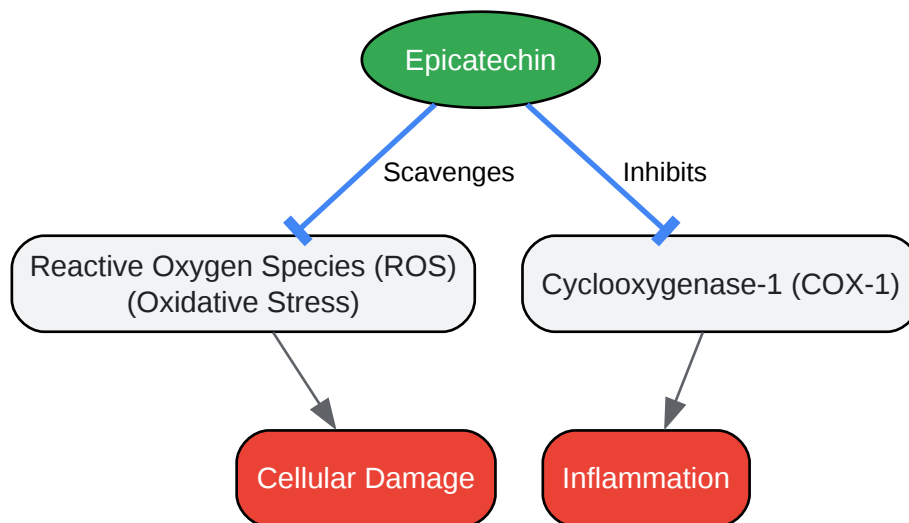 Epicatechin
Scavenges
Inhibits
Reactive Oxygen Species (ROS)
(Oxidative Stress)
Cyclooxygenase-1 (COX-1)
Cellular Damage
Inflammation